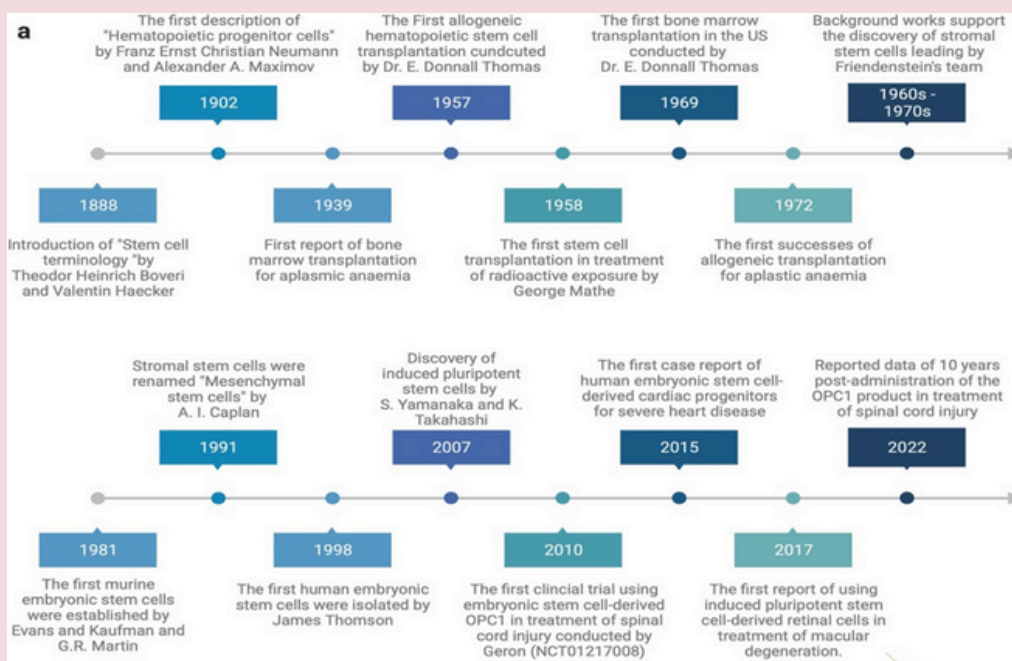 a
The first description of
"Hematopoietic progenitor cells"
by Franz Ernst Christian Neumann
and Alexander A. Maximov
1902
The First allogeneic
hematopoietic stem cell
transplantation cundcuted
by Dr. E. Donnall Thomas
1957
The first bone marrow
transplantation in the US
conducted by
Dr. E. Donnall Thomas
1969
Background works support
the discovery of stromal
stem cells leading by
Friendenstein's team
1960s -
1970s
1888
Introduction of "Stem cell
terminology "by
Theodor Heinrich Boveri
and Valentin Haecker
1939
First report of bone
marrow transplantation
for aplasmic anaemia
1958
The first stem cell
transplantation in treatment
of radioactive exposure by
George Mathe
1972
The first successes of
allogeneic transplantation
for aplastic anaemia
Stromal stem cells were
renamed "Mesenchymal
stem cells" by
A. I. Caplan
1991
Discovery of
induced pluripotent
stem cells by
S. Yamanaka and K.
Takahashi
2007
The first case report of
human embryonic stem cell-
derived cardiac progenitors
for severe heart disease
2015
Reported data of 10 years
post-administration of the
OPC1 product in treatment
of spinal cord injury
2022
1981
The first murine
embryonic stem cells
were established by
Evans and Kaufman and
G.R. Martin
1998
The first human embryonic
stem cells were isolated by
James Thomson
2010
The first clincial trial using
embryonic stem cell-derived
OPC1 in treatment of spinal
cord injury conducted by
Geron (NCT01217008)
2017
The first report of using
induced pluripotent stem
cell-derived retinal cells in
treatment of macular
degeneration.